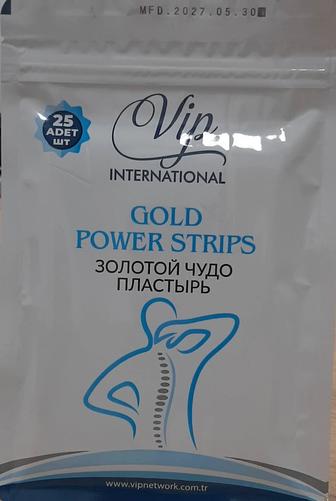 MFD.2027.05.30
25
ADET
ШТ
Vip
INTERNATIONAL
GOLD
POWER STRIPS
ЗОЛОТОЙ ЧУДО
ПЛАСТЫРЬ
www.vipnetwork.com.tr